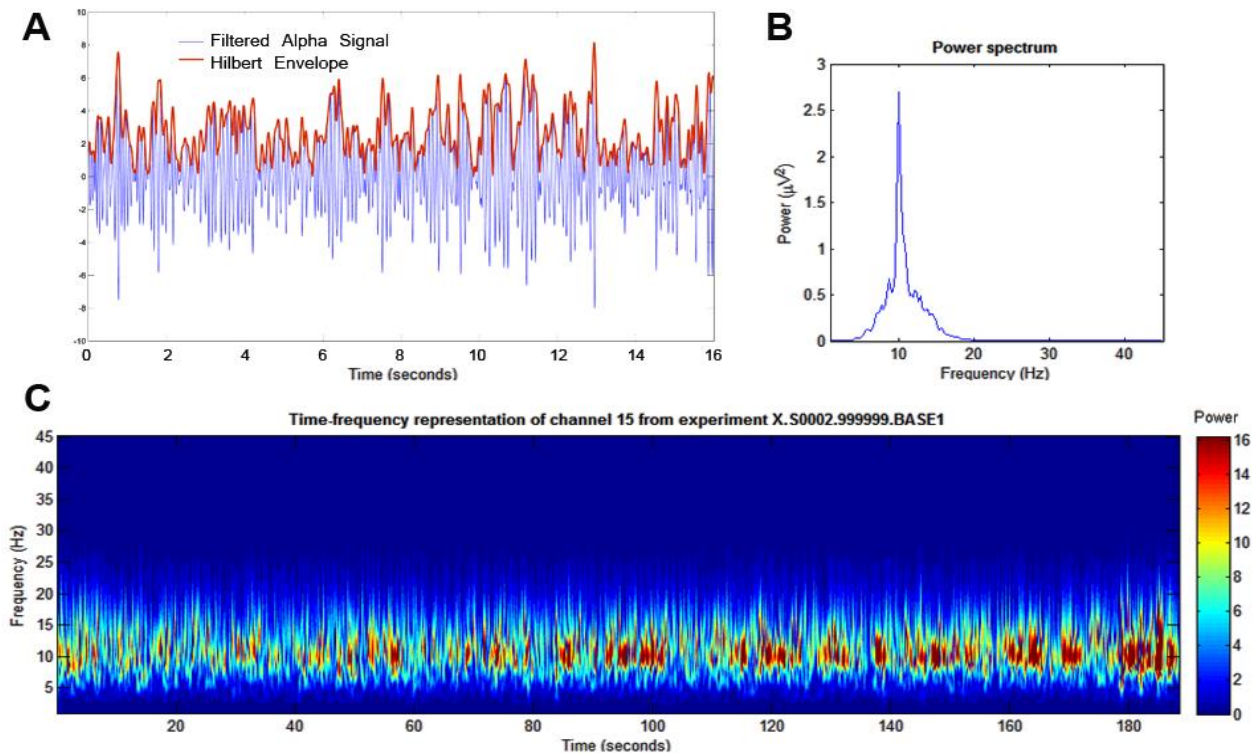 A
10
8
6
4
2
0
-2
-4
-6
-8
-10
Filtered Alpha Signal
Hilbert Envelope
0 2 4 6 8 10 12 14 16
Time (seconds)
B
Power spectrum
3
2.5
2
1.5
1
0.5
0
Power (µV²)
10 20 30 40
Frequency (Hz)
C
Time-frequency representation of channel 15 from experiment X.S0002.999999.BASE1
45
40
35
30
25
20
15
10
5
Frequency (Hz)
20 40 60 80 100 120 140 160 180
Time (seconds)
Power
16
14
12
10
8
6
4
2
0